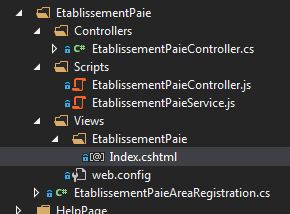 EtablissementPaie
Controllers
C# EtablissementPaieController.cs
Scripts
EtablissementPaieController.js
EtablissementPaieService.js
Views
EtablissementPaie
[@] Index.cshtml
web.config
C# EtablissementPaieAreaRegistration.cs
HelpPage